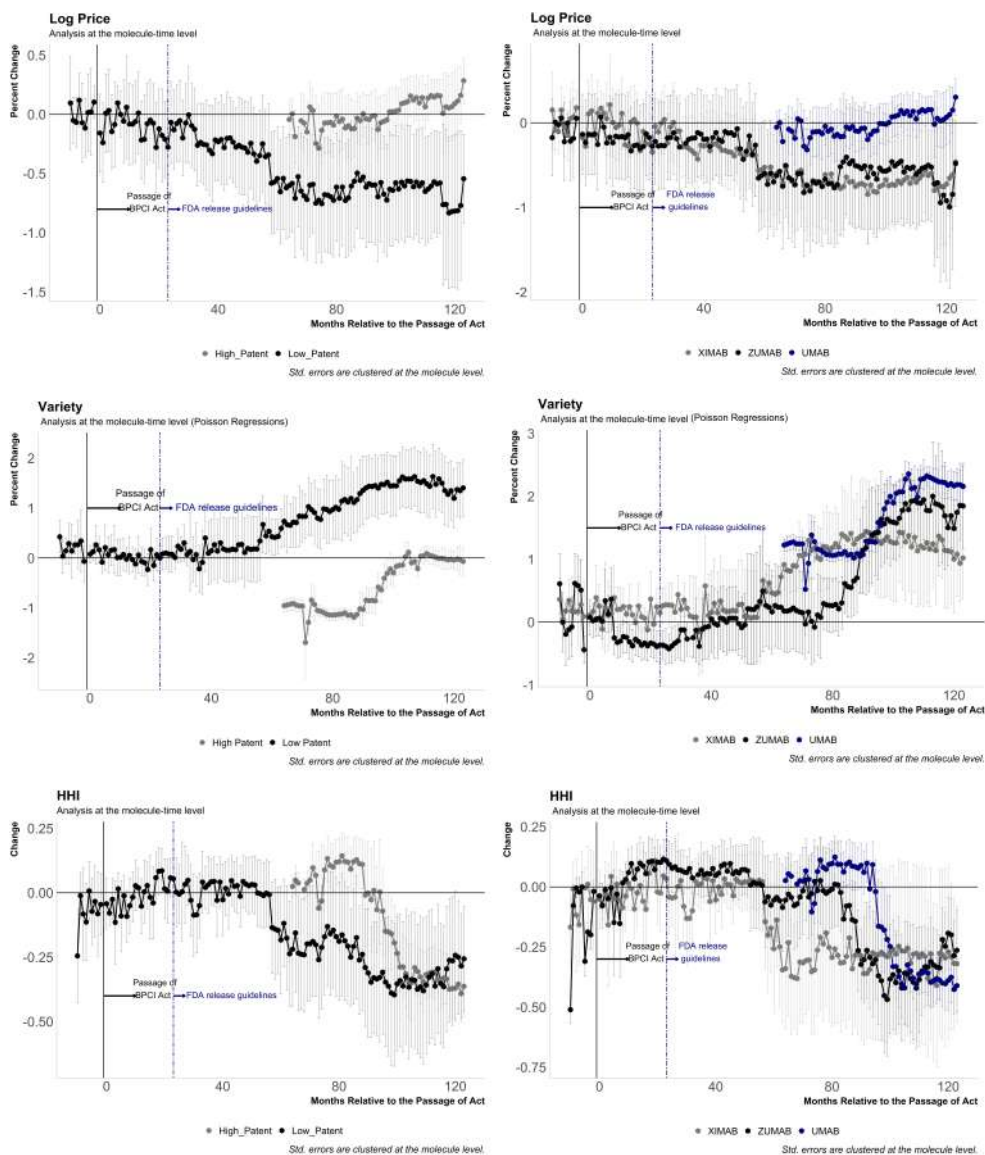 Log Price
Analysis at the molecule-time level
Percent Change
0.5
0.0
-0.5
-1.0
-1.5
Passage of
BPCI Act
FDA release guidelines
0
40
80
120
Months Relative to the Passage of Act
High_Patent
Low_Patent
Std. errors are clustered at the molecule level.
Log Price
Analysis at the molecule-time level
Percent Change
0
-1
-2
Passage of
BPCI Act
FDA release
guidelines
0
40
80
120
Months Relative to the Passage of Act
XIMAB
ZUMAB
UMAB
Std. errors are clustered at the molecule level.
Variety
Analysis at the molecule-time level (Poisson Regressions)
Percent Change
2
1
0
-1
-2
Passage of
BPCI Act
FDA release guidelines
0
40
80
120
Months Relative to the Passage of Act
High Patent
Low Patent
Std. errors are clustered at the molecule level.
Variety
Analysis at the molecule-time level (Poisson Regressions)
Percent Change
3
2
1
0
-1
Passage of
BPCI Act
FDA release guidelines
0
40
80
120
Months Relative to the Passage of Act
XIMAB
ZUMAB
UMAB
Std. errors are clustered at the molecule level.
HHI
Analysis at the molecule-time level
Change
0.25
0.00
-0.25
-0.50
Passage of
BPCI Act
FDA release guidelines
0
40
80
120
Months Relative to the Passage of Act
High_Patent
Low_Patent
Std. errors are clustered at the molecule level.
HHI
Analysis at the molecule-time level
Change
0.25
0.00
-0.25
-0.50
-0.75
Passage of
BPCI Act
FDA release
guidelines
0
40
80
120
Months Relative to the Passage of Act
XIMAB
ZUMAB
UMAB
Std. errors are clustered at the molecule level.